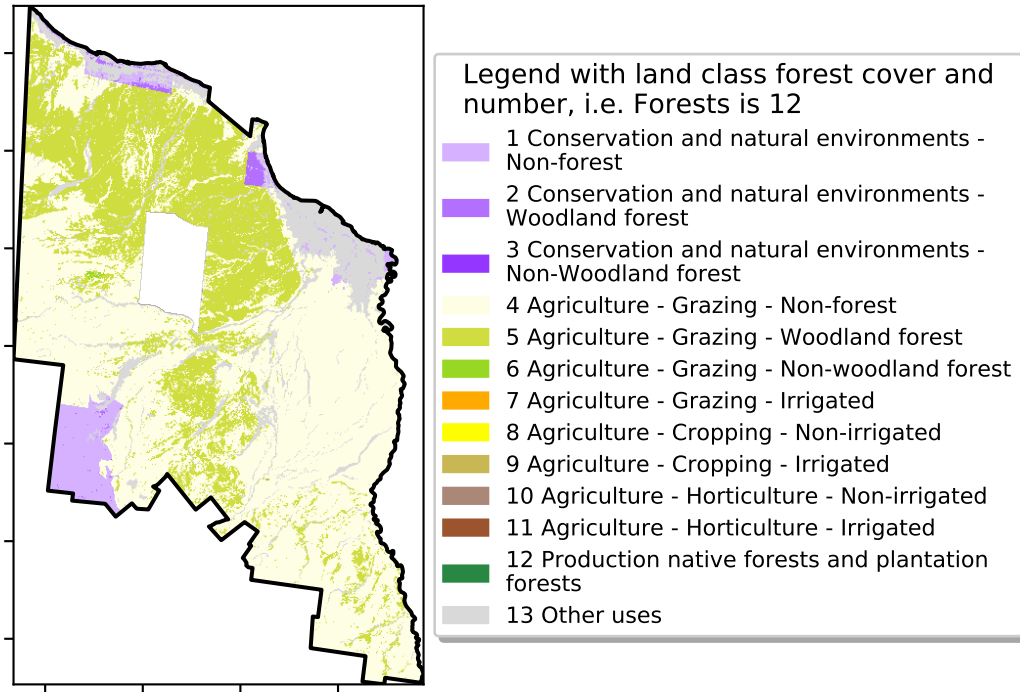 Legend with land class forest cover and
number, i.e. Forests is 12
1 Conservation and natural environments -
Non-forest
2 Conservation and natural environments -
Woodland forest
3 Conservation and natural environments -
Non-Woodland forest
4 Agriculture - Grazing - Non-forest
5 Agriculture - Grazing - Woodland forest
6 Agriculture - Grazing - Non-woodland forest
7 Agriculture - Grazing - Irrigated
8 Agriculture - Cropping - Non-irrigated
9 Agriculture - Cropping - Irrigated
10 Agriculture - Horticulture - Non-irrigated
11 Agriculture - Horticulture - Irrigated
12 Production native forests and plantation
forests
13 Other uses